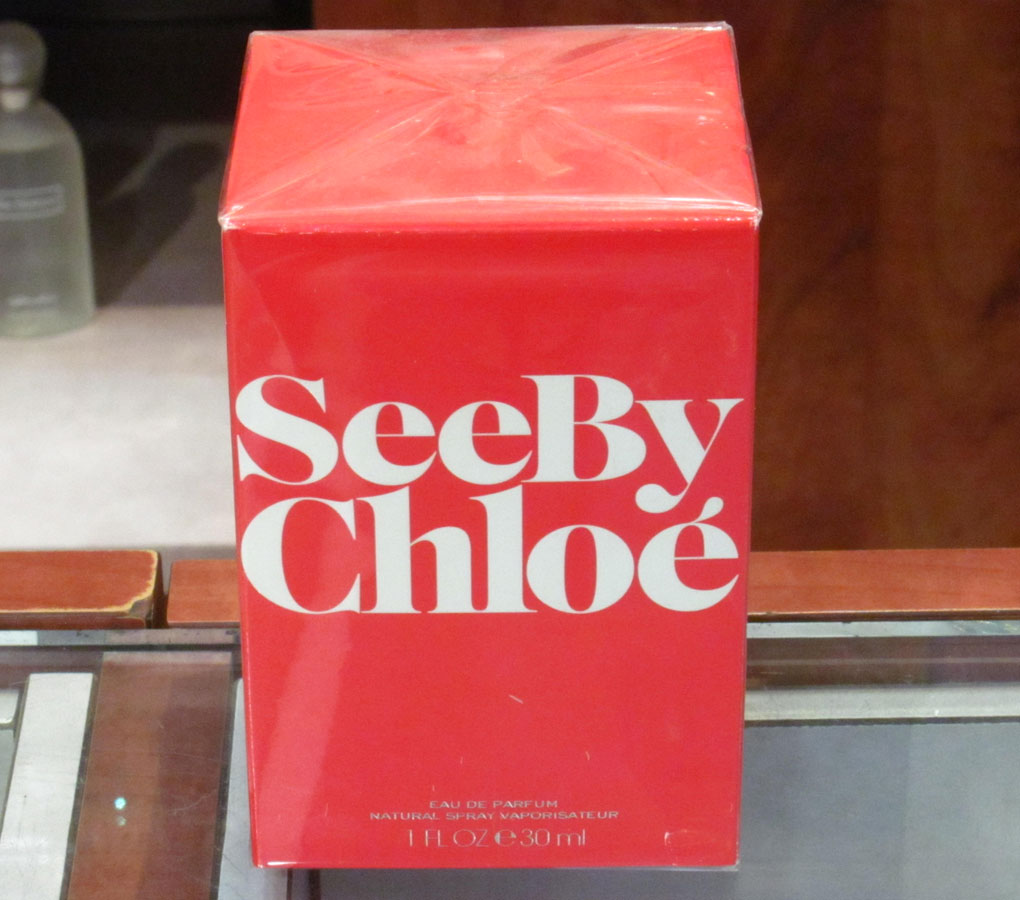 SeeBy
Chloé
EAU DE PARFUM
NATURAL SPRAY VAPORISATEUR
1 FL OZ e 30 ml